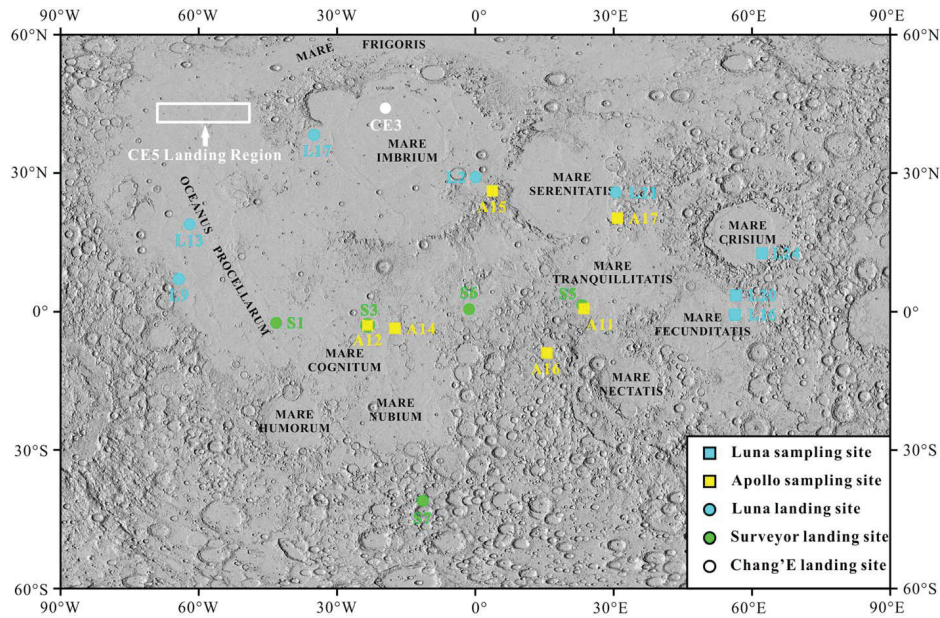 90°W 60°W 30°W 0° 30°E 60°E 90°E
60°N 60°N
MARE FRIGORIS
CE3
CE5 Landing Region
L17
MARE
IMBRIUM
30°N 30°N
L2
MARE
SERENITATIS
L21
A15
A17
OCEANUS PROCELLARUM
L13
MARE
CRISIUM
L24
L9
MARE
TRANQUILLITATIS
L20
S6
S5
S3
0° 0°
S1
A12
A14
A11
L16
MARE
FECUNDITATIS
MARE
COGNITUM
A16
MARE
NECTATIS
MARE
HUMORUM
MARE
NUBIUM
30°S 30°S
S7
Luna sampling site
Apollo sampling site
Luna landing site
Surveyor landing site
Chang'E landing site
60°S 60°S
90°W 60°W 30°W 0° 30°E 60°E 90°E